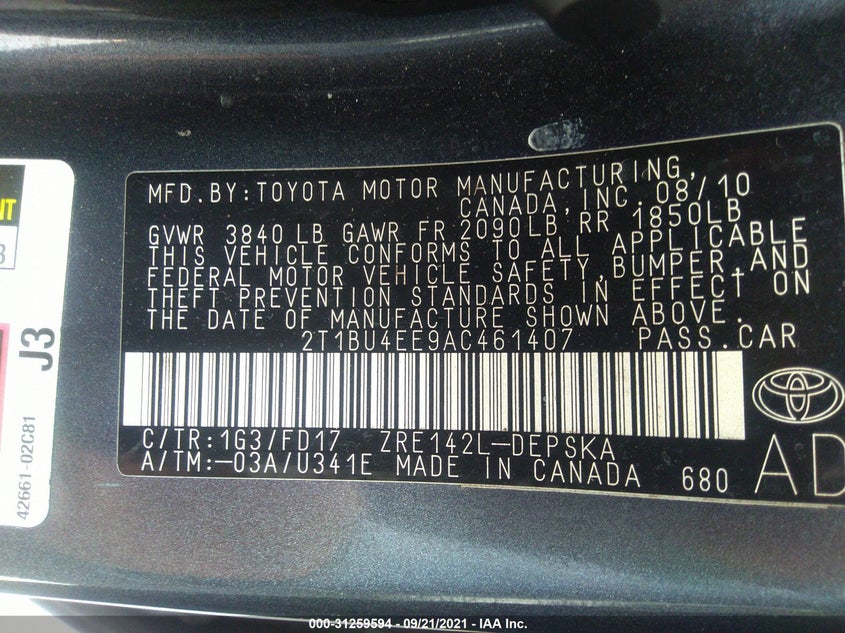 MFD.BY:TOYOTA MOTOR MANUFACTURING,
CANADA,INC.08/10
GVWR 3840 LB GAWR FR 2090LB RR 1850LB
THIS VEHICLE CONFORMS TO ALL APPLICABLE
FEDERAL MOTOR VEHICLE SAFETY,BUMPER,AND
THEFT PREVENTION STANDARDS IN EFFECT ON
THE DATE OF MANUFACTURE SHOWN ABOVE.
2T1BU4EE9AC461407 PASS.CAR
C/TR:1G3/FD17 ZRE142L-DEPSKA
A/TM:-03A/U341E MADE IN CANADA 680
AD
J3
42661-02C81
000-31259594 - 09/21/2021 - IAA Inc.